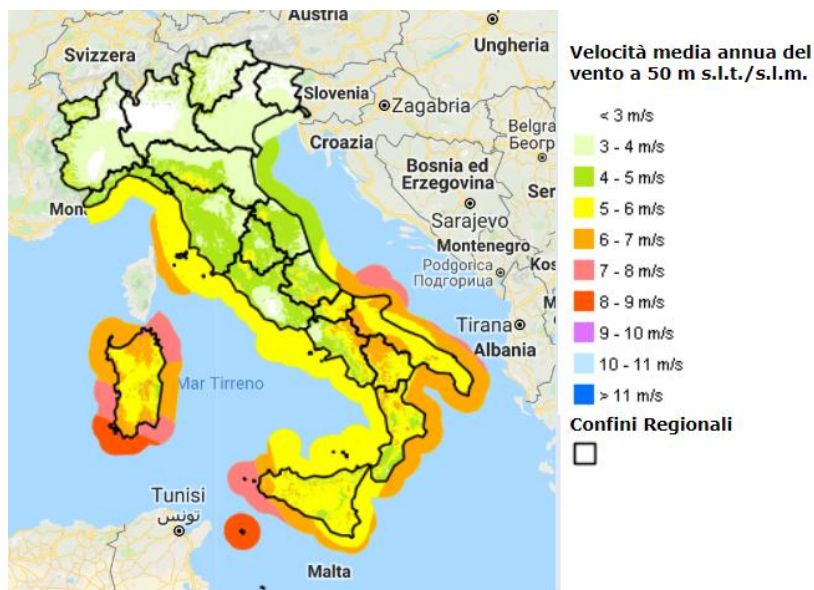 Austria
Svizzera
Ungheria
Slovenia
Zagabria
Croazia
Belgra
Беогр
Bosnia ed
Erzegovina
Ser
Mon
Sarajevo
Montenegro
Podgorica
Подгорица
Kos
M
Tirana
Albania
Mar Tirreno
Tunisi
تونس
Malta
Velocità media annua del
vento a 50 m s.l.t./s.l.m.
< 3 m/s
3 - 4 m/s
4 - 5 m/s
5 - 6 m/s
6 - 7 m/s
7 - 8 m/s
8 - 9 m/s
9 - 10 m/s
10 - 11 m/s
> 11 m/s
Confini Regionali